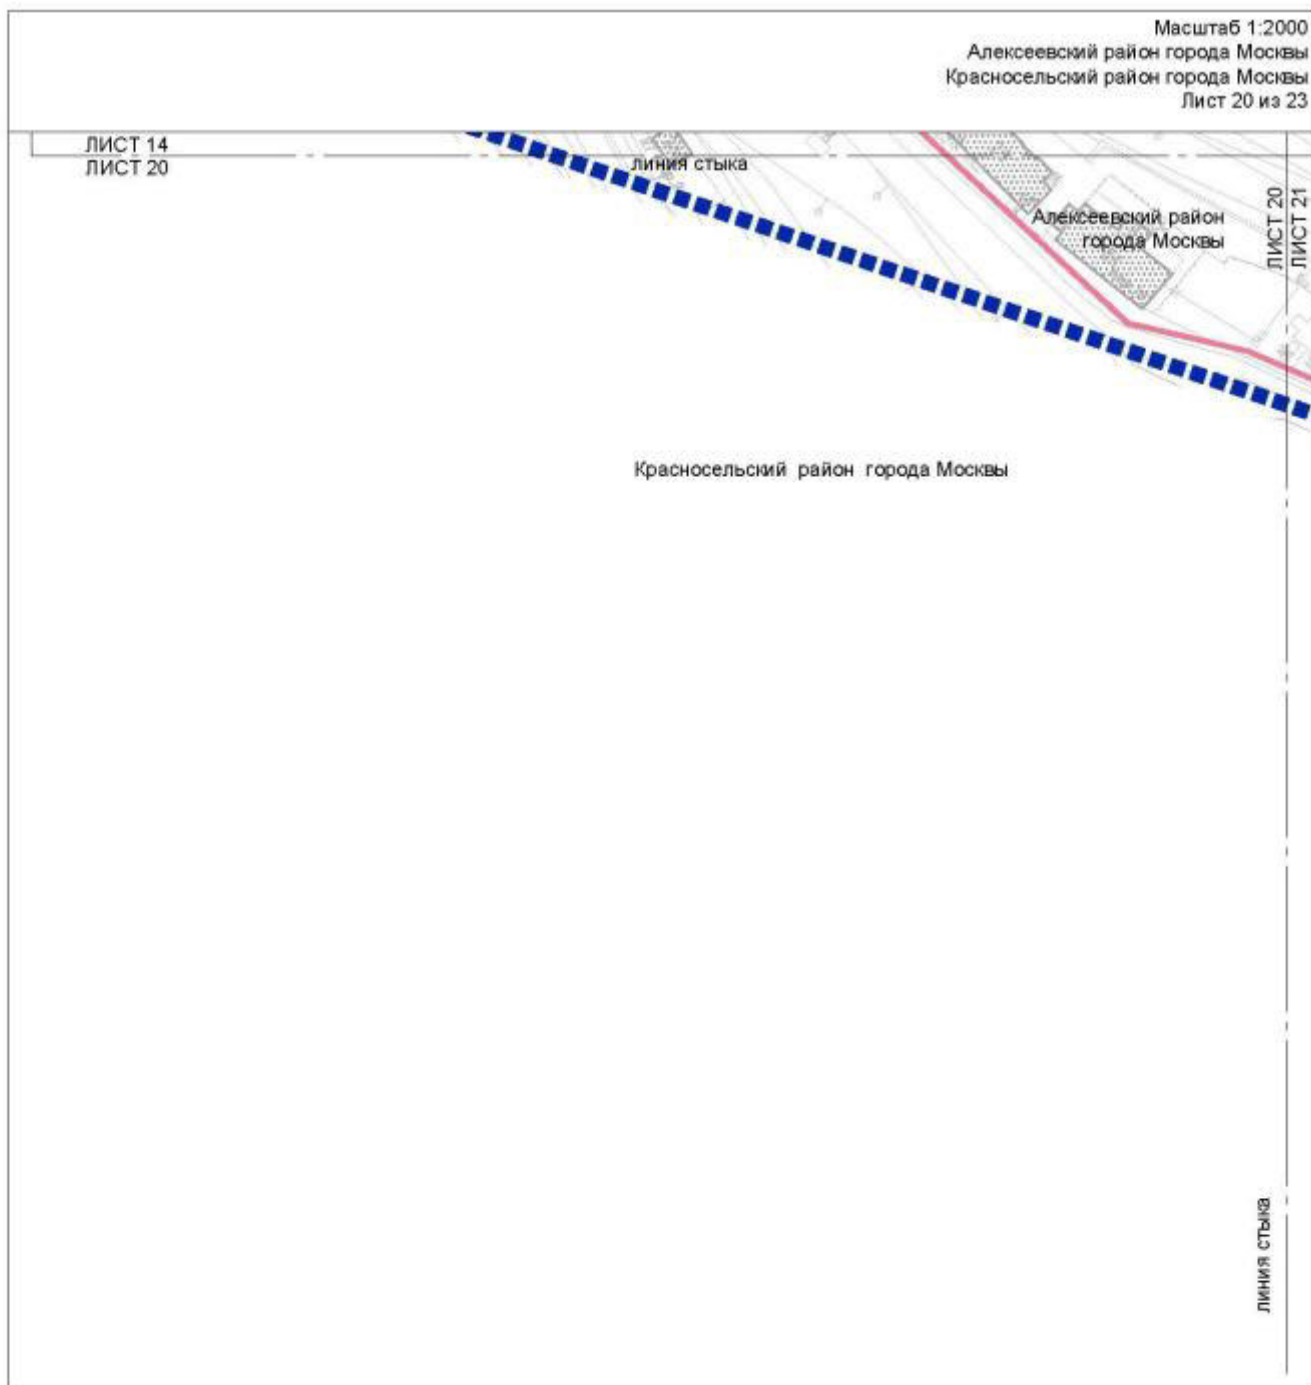 Масштаб 1:2000
Алексеевский район города Москвы
Красносельский район города Москвы
Лист 20 из 23
ЛИСТ 14
ЛИСТ 20
линия стыка
Алексеевский район
города Москвы
ЛИСТ 20
ЛИСТ 21
Красносельский район города Москвы
линия стыка